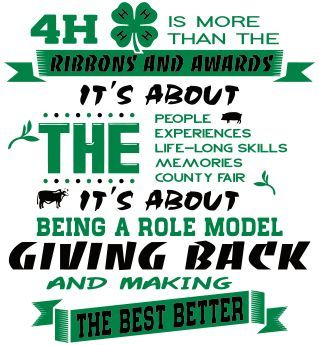 4H IS MORE
THAN THE
RIBBONS AND AWARDS
IT'S ABOUT
THE
PEOPLE
EXPERIENCES
LIFE-LONG SKILLS
MEMORIES
COUNTY FAIR
IT'S ABOUT
BEING A ROLE MODEL
GIVING BACK
AND MAKING
THE BEST BETTER